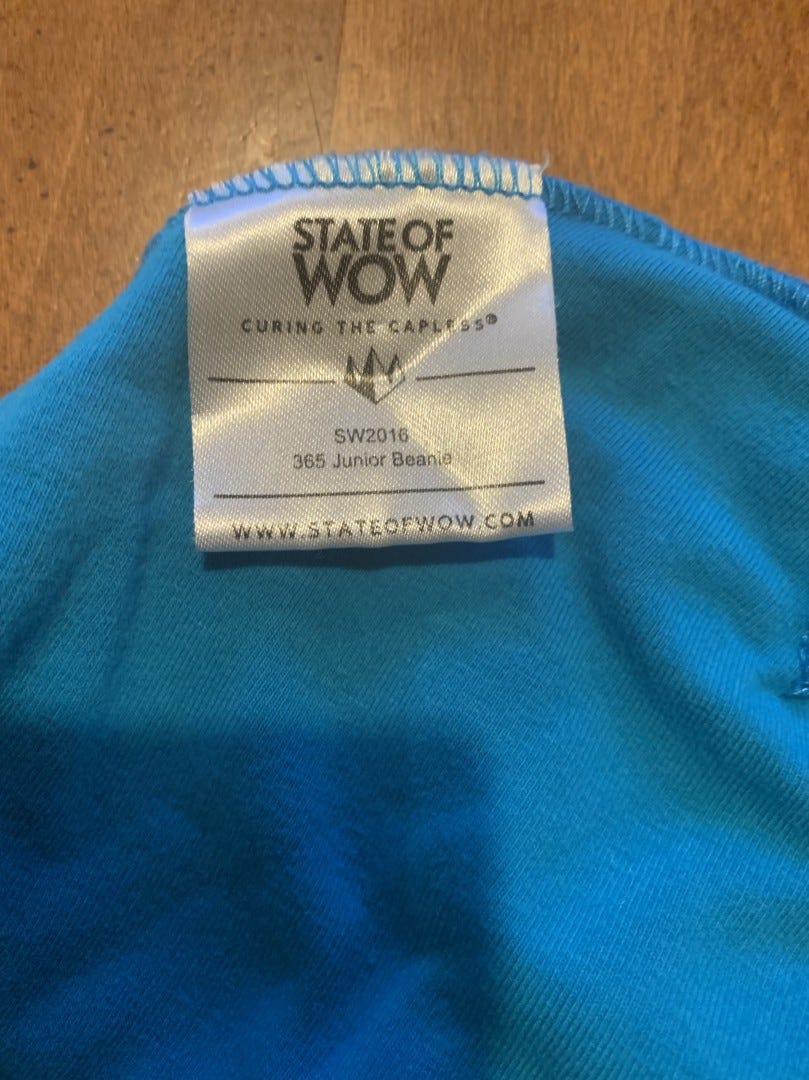 STATE OF
WOW
CURING THE CAPLESS®
SW2016
365 Junior Beanie
WWW.STATEOFWOW.COM